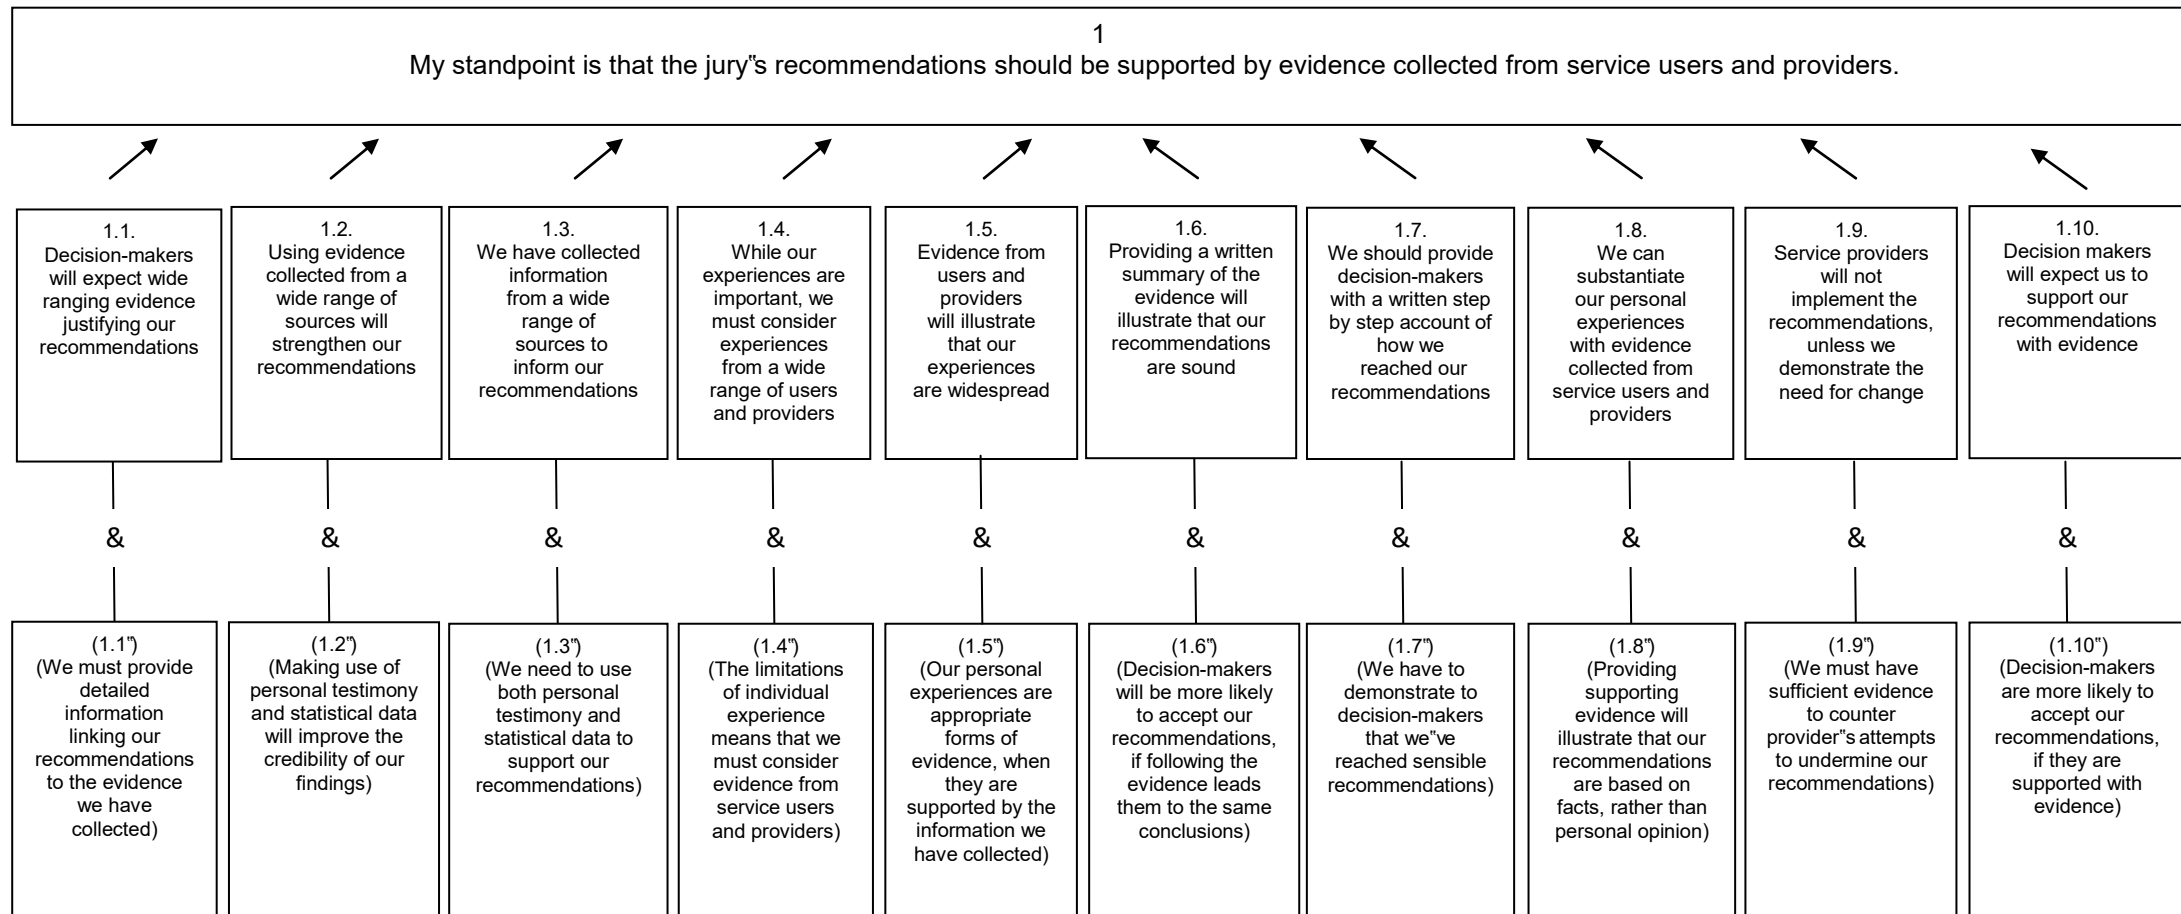 1
My standpoint is that the jury‟s recommendations should be supported by evidence collected from service users and providers.
1.1.
Decision-makers
will expect wide
ranging evidence
justifying our
recommendations
1.2.
Using evidence
collected from a
wide range of
sources will
strengthen our
recommendations
1.3.
We have collected
information
from a wide
range of
sources to
inform our
recommendations
1.4.
While our
experiences are
important, we
must consider
experiences
from a wide
range of users
and providers
1.5.
Evidence from
users and
providers
will illustrate
that our
experiences
are widespread
1.6.
Providing a written
summary of the
evidence will
illustrate that our
recommendations
are sound
1.7.
We should provide
decision-makers
with a written step
by step account of
how we
reached our
recommendations
1.8.
We can
substantiate
our personal
experiences
with evidence
collected from
service users and
providers
1.9.
Service providers
will not
implement the
recommendations,
unless we
demonstrate the
need for change
1.10.
Decision makers
will expect us to
support our
recommendations
with evidence
&
&
&
&
&
&
&
&
&
&
(1.1‟)
(We must provide
detailed
information
linking our
recommendations
to the evidence
we have
collected)
(1.2‟)
(Making use of
personal testimony
and statistical data
will improve the
credibility of our
findings)
(1.3‟)
(We need to use
both personal
testimony and
statistical data to
support our
recommendations)
(1.4‟)
(The limitations
of individual
experience
means that we
must consider
evidence from
service users
and providers)
(1.5‟)
(Our personal
experiences are
appropriate
forms of
evidence, when
they are
supported by the
information we
have collected)
(1.6‟)
(Decision-makers
will be more likely
to accept our
recommendations,
if following the
evidence leads
them to the same
conclusions)
(1.7‟)
(We have to
demonstrate to
decision-makers
that we‟ve
reached sensible
recommendations)
(1.8‟)
(Providing
supporting
evidence will
illustrate that our
recommendations
are based on
facts, rather than
personal opinion)
(1.9‟)
(We must have
sufficient evidence
to counter
provider‟s attempts
to undermine our
recommendations)
(1.10‟)
(Decision-makers
are more likely to
accept our
recommendations,
if they are
supported with
evidence)